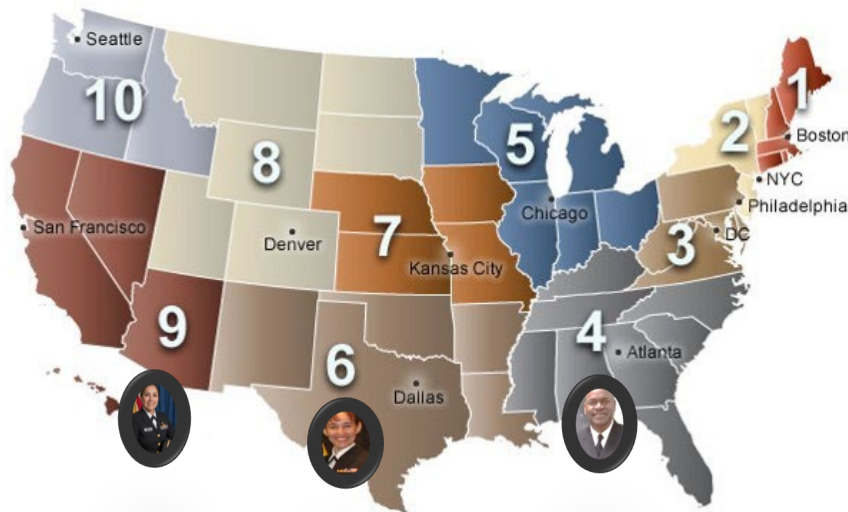 Seattle
10
1
5
2
Boston
8
NYC
Chicago
Philadelphia
San Francisco
7
DC
Denver
3
Kansas City
9
4
6
Atlanta
Dallas